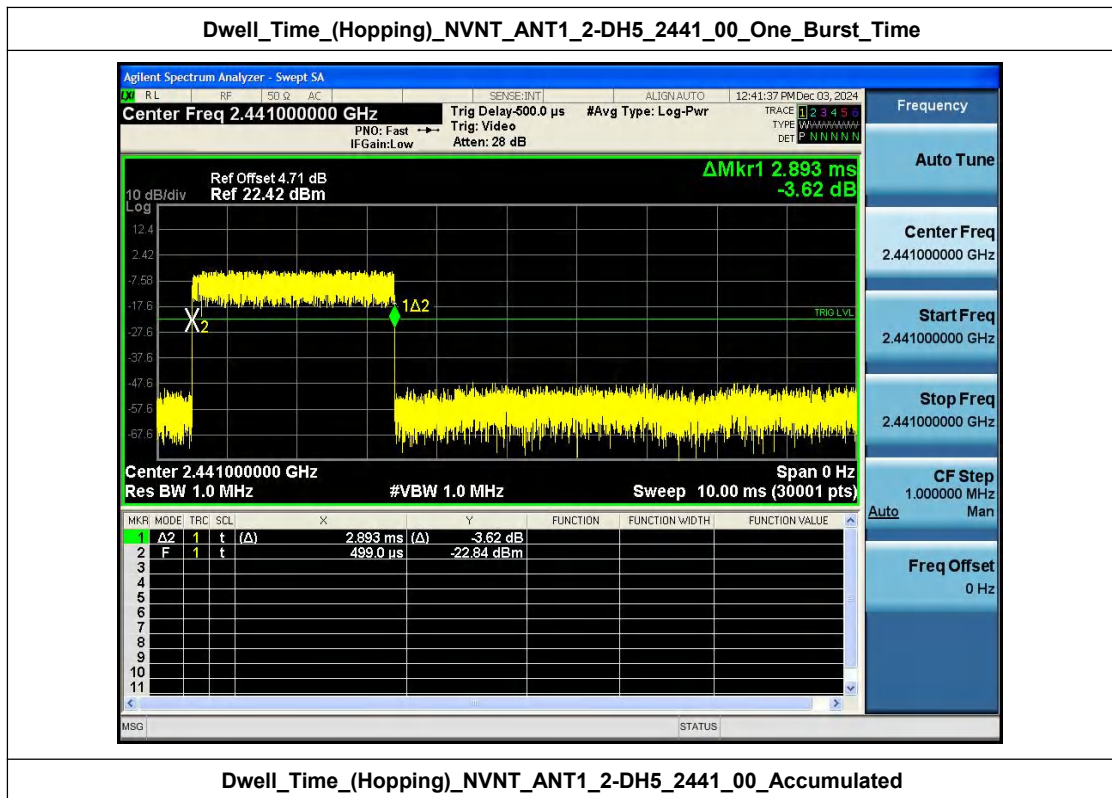 Dwell_Time_(Hopping)_NVNT_ANT1_2-DH5_2441_00_One_Burst_Time
Agilent Spectrum Analyzer - Swept SA
LXI RL RF 50 Ω AC SENSE:INT ALIGN AUTO 12:41:37 PM Dec 03, 2024
Center Freq 2.441000000 GHz
PNO: Fast
IFGain:Low
Trig Delay-500.0 µs
Trig: Video
Atten: 28 dB
#Avg Type: Log-Pwr
TRACE 1 2 3 4 5 6
TYPE WWWWWW
DET P N N N N N
ΔMkr1 2.893 ms
-3.62 dB
Ref Offset 4.71 dB
10 dB/div Ref 22.42 dBm
Log
12.4
2.42
-7.58
-17.6
-27.6
-37.6
-47.6
-57.6
-67.6
2
1Δ2
TRIG LVL
Center 2.441000000 GHz Span 0 Hz
Res BW 1.0 MHz #VBW 1.0 MHz Sweep 10.00 ms (30001 pts)
MKR MODE TRC SCL X Y FUNCTION FUNCTION WIDTH FUNCTION VALUE
1 Δ2 1 t (Δ) 2.893 ms (Δ) -3.62 dB
2 F 1 t 499.0 µs -22.84 dBm
3
4
5
6
7
8
9
10
11
MSG STATUS
Frequency
Auto Tune
Center Freq
2.441000000 GHz
Start Freq
2.441000000 GHz
Stop Freq
2.441000000 GHz
CF Step
1.000000 MHz
Auto Man
Freq Offset
0 Hz
Dwell_Time_(Hopping)_NVNT_ANT1_2-DH5_2441_00_Accumulated